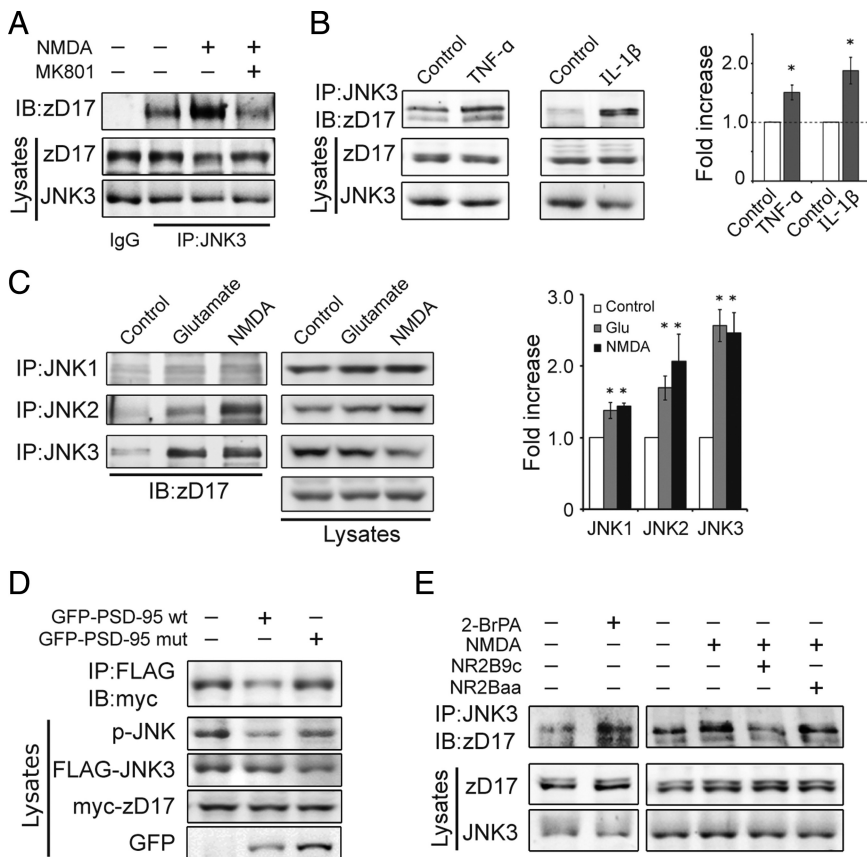 A
NMDA − − + +
MK801 − − − +
IB:zD17
zD17
JNK3
Lysates
IgG IP:JNK3
B
Control TNF-α Control IL-1β
IP:JNK3
IB:zD17
zD17
JNK3
Lysates
Fold increase
2.0
1.0
0
Control TNF-α Control IL-1β
* *
C
Control Glutamate NMDA Control Glutamate NMDA
IP:JNK1
IP:JNK2
IP:JNK3
IB:zD17
Lysates
Fold increase
3.0
2.0
1.0
0
Control
Glu
NMDA
* * * * * *
JNK1 JNK2 JNK3
D
GFP-PSD-95 wt − + −
GFP-PSD-95 mut − − +
IP:FLAG
IB:myc
p-JNK
FLAG-JNK3
myc-zD17
GFP
Lysates
E
2-BrPA − + − − − −
NMDA − − − + + +
NR2B9c − − − − + −
NR2Baa − − − − − +
IP:JNK3
IB:zD17
zD17
JNK3
Lysates